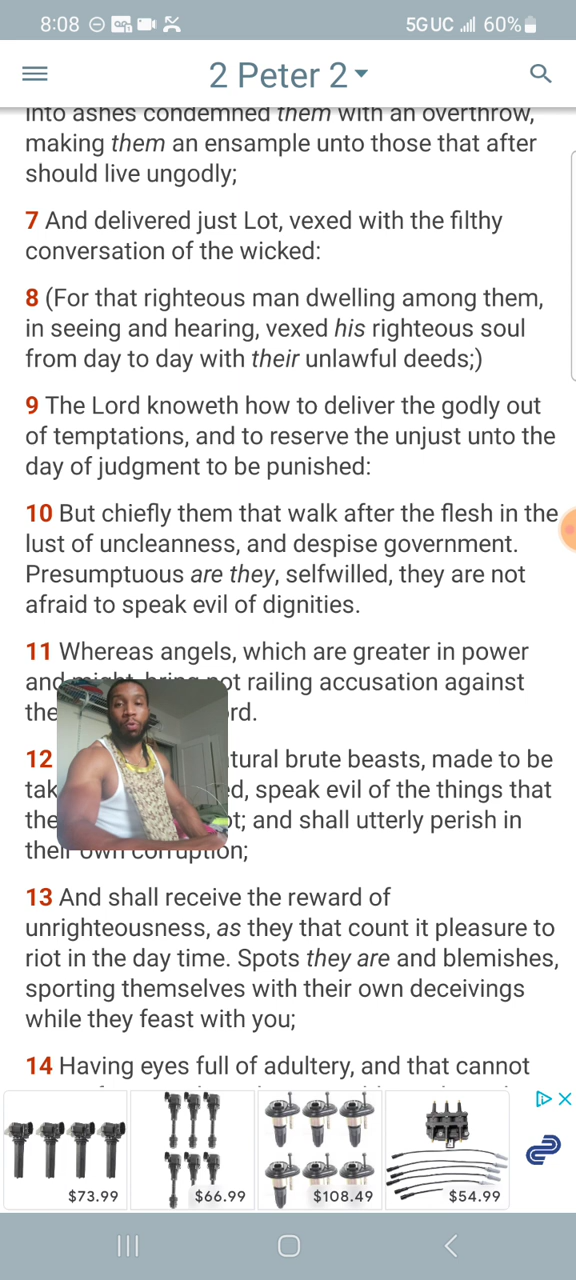 8:08 5G UC 60%
2 Peter 2
into ashes condemned them with an overthrow,
making them an ensample unto those that after
should live ungodly;
7 And delivered just Lot, vexed with the filthy
conversation of the wicked:
8 (For that righteous man dwelling among them,
in seeing and hearing, vexed his righteous soul
from day to day with their unlawful deeds;)
9 The Lord knoweth how to deliver the godly out
of temptations, and to reserve the unjust unto the
day of judgment to be punished:
10 But chiefly them that walk after the flesh in the
lust of uncleanness, and despise government.
Presumptuous are they, selfwilled, they are not
afraid to speak evil of dignities.
11 Whereas angels, which are greater in power
and might, bring not railing accusation against
the rd.
12 tural brute beasts, made to be
tak ed, speak evil of the things that
the ot; and shall utterly perish in
their own corruption;
13 And shall receive the reward of
unrighteousness, as they that count it pleasure to
riot in the day time. Spots they are and blemishes,
sporting themselves with their own deceivings
while they feast with you;
14 Having eyes full of adultery, and that cannot
$73.99 $66.99 $108.49 $54.99